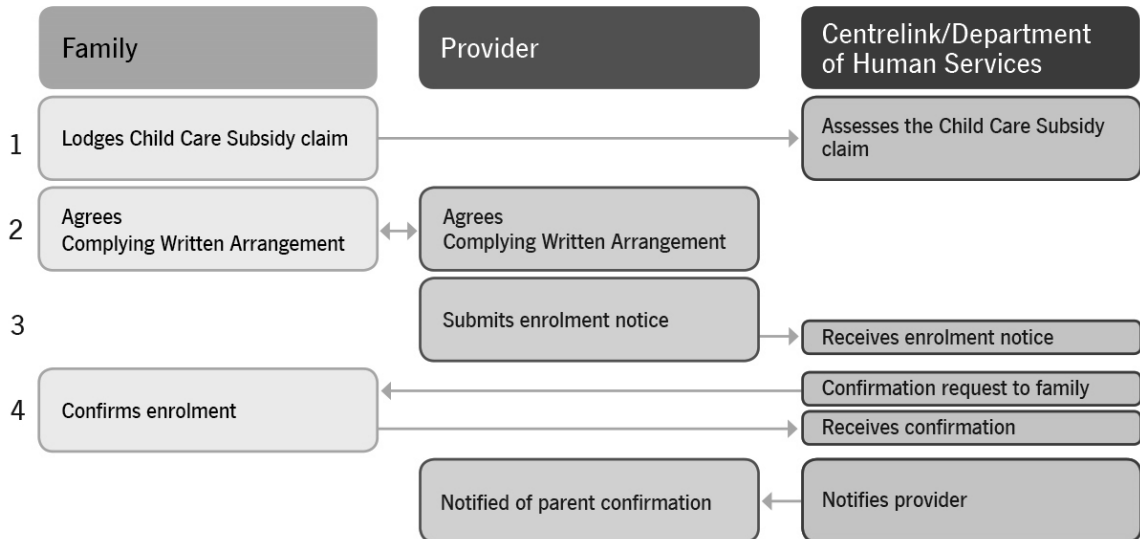 Family
Provider
Centrelink/Department
of Human Services
1
Lodges Child Care Subsidy claim
Assesses the Child Care Subsidy
claim
2
Agrees
Complying Written Arrangement
Agrees
Complying Written Arrangement
3
Submits enrolment notice
Receives enrolment notice
4
Confirms enrolment
Confirmation request to family
Receives confirmation
Notified of parent confirmation
Notifies provider